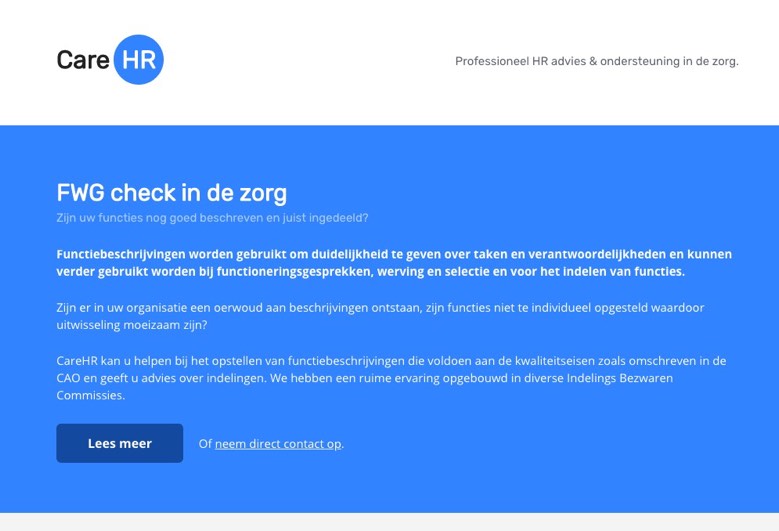 Care HR
Professioneel HR advies & ondersteuning in de zorg.
FWG check in de zorg
Zijn uw functies nog goed beschreven en juist ingedeeld?
Functiebeschrijvingen worden gebruikt om duidelijkheid te geven over taken en verantwoordelijkheden en kunnen
verder gebruikt worden bij functioneringsgesprekken, werving en selectie en voor het indelen van functies.
Zijn er in uw organisatie een oerwoud aan beschrijvingen ontstaan, zijn functies niet te individueel opgesteld waardoor
uitwisseling moeizaam zijn?
CareHR kan u helpen bij het opstellen van functiebeschrijvingen die voldoen aan de kwaliteitseisen zoals omschreven in de
CAO en geeft u advies over indelingen. We hebben een ruime ervaring opgebouwd in diverse Indelings Bezwaren
Commissies.
Lees meer
Of neem direct contact op.